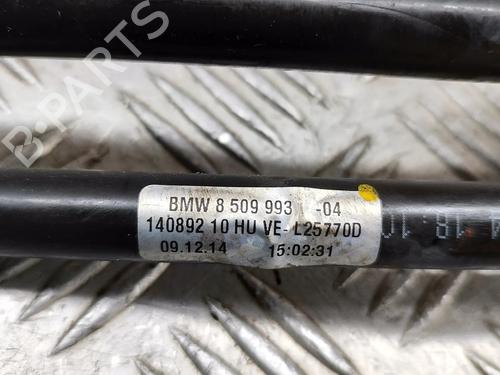 B-PARTS
BMW 8 509 993 -04
140892 10 HU VE- L25770D
09.12.14 15:02:31